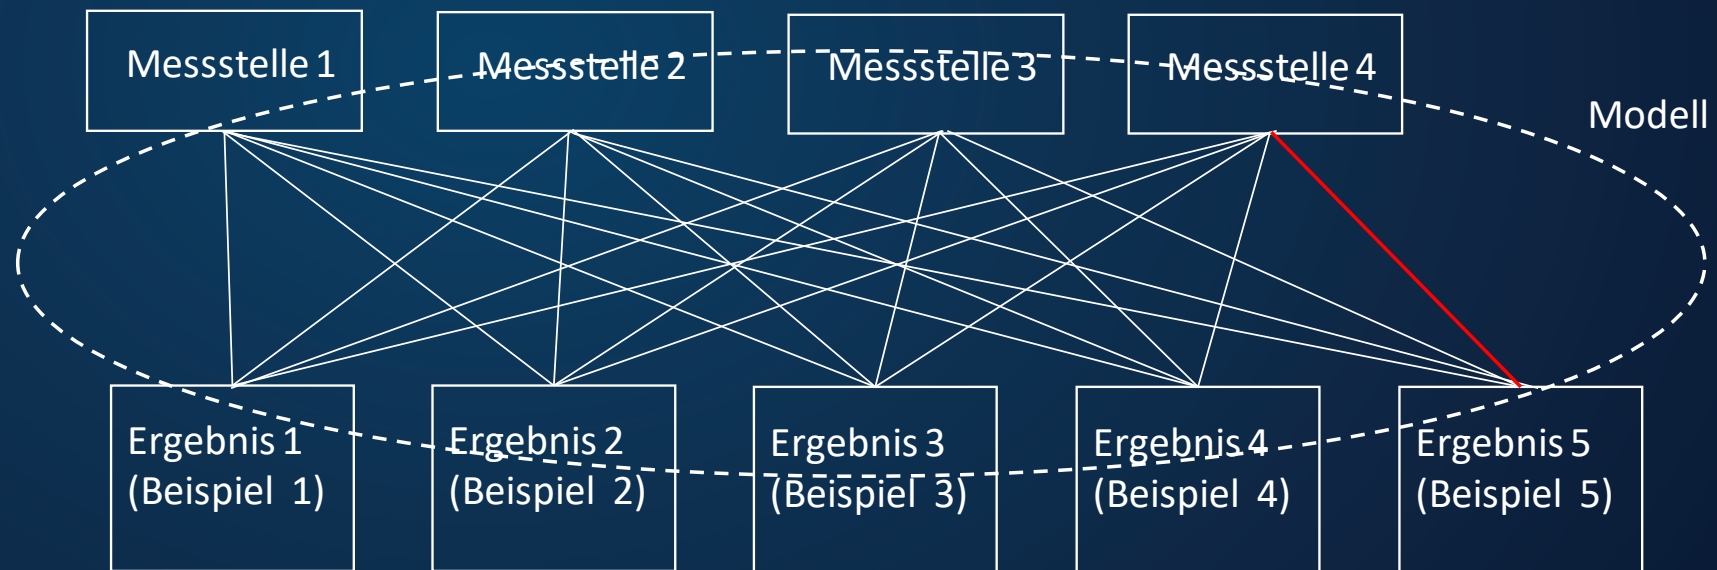 Messstelle 1
Messstelle 2
Messstelle 3
Messstelle 4
Modell
Ergebnis 1
(Beispiel 1)
Ergebnis 2
(Beispiel 2)
Ergebnis 3
(Beispiel 3)
Ergebnis 4
(Beispiel 4)
Ergebnis 5
(Beispiel 5)